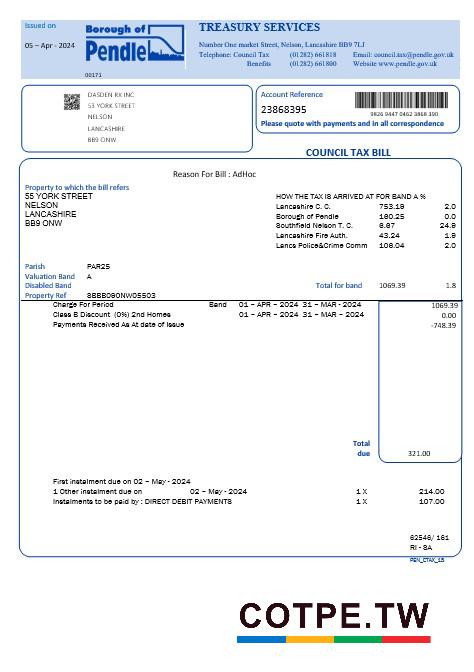 Issued on
05 – Apr - 2024
Borough of
Pendle
TREASURY SERVICES
Number One market Street, Nelson, Lancashire BB9 7LJ
Telephone: Council Tax (01282) 661818 Email: council.tax@pendle.gov.uk
Benefits (01282) 661800 Website www.pendle.gov.uk
00171
DASDEN RX INC
53 YORK STREET
NELSON
LANCASHIRE
BB9 ONW
Account Reference
23868395
9826 9447 0462 3868 390
Please quote with payments and in all correspondence
COUNCIL TAX BILL
Reason For Bill : AdHoc
Property to which the bill refers
55 YORK STREET
NELSON
LANCASHIRE
BB9 ONW
HOW THE TAX IS ARRIVED AT FOR BAND A %
Lancashire C. C. 753.19 2.0
Borough of Pendle 160.25 0.0
Southfield Nelson T. C. 6.67 24.9
Lancashire Fire Auth. 43.24 1.9
Lancs Police&Crime Comm 106.04 2.0
Parish PAR25
Valuation Band A
Disabled Band
Total for band 1069.39 1.8
Property Ref SBBB090NW05503
Charge For Period Band 01 – APR – 2024 31 – MAR - 2024 1069.39
Class B Discount (0%) 2nd Homes 01 – APR – 2024 31 – MAR – 2024 0.00
Payments Received As At date of Issue -748.39
Total
due 321.00
First instalment due on 02 – May - 2024
1 Other instalment due on 02 – May - 2024 1 X 214.00
Instalments to be paid by : DIRECT DEBIT PAYMENTS 1 X 107.00
62546/ 161
RI - SA
PEN_CTAX_15
COTPE.TW